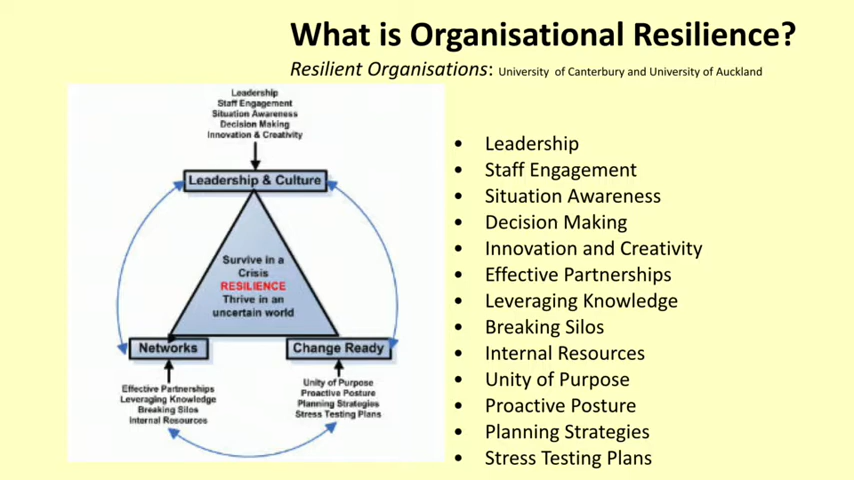 What is Organisational Resilience?
Resilient Organisations: University of Canterbury and University of Auckland
Leadership
Staff Engagement
Situation Awareness
Decision Making
Innovation & Creativity
Leadership & Culture
Survive in a
Crisis
RESILIENCE
Thrive in an
uncertain world
Networks
Change Ready
Effective Partnerships
Leveraging Knowledge
Breaking Silos
Internal Resources
Unity of Purpose
Proactive Posture
Planning Strategies
Stress Testing Plans
• Leadership
• Staff Engagement
• Situation Awareness
• Decision Making
• Innovation and Creativity
• Effective Partnerships
• Leveraging Knowledge
• Breaking Silos
• Internal Resources
• Unity of Purpose
• Proactive Posture
• Planning Strategies
• Stress Testing Plans